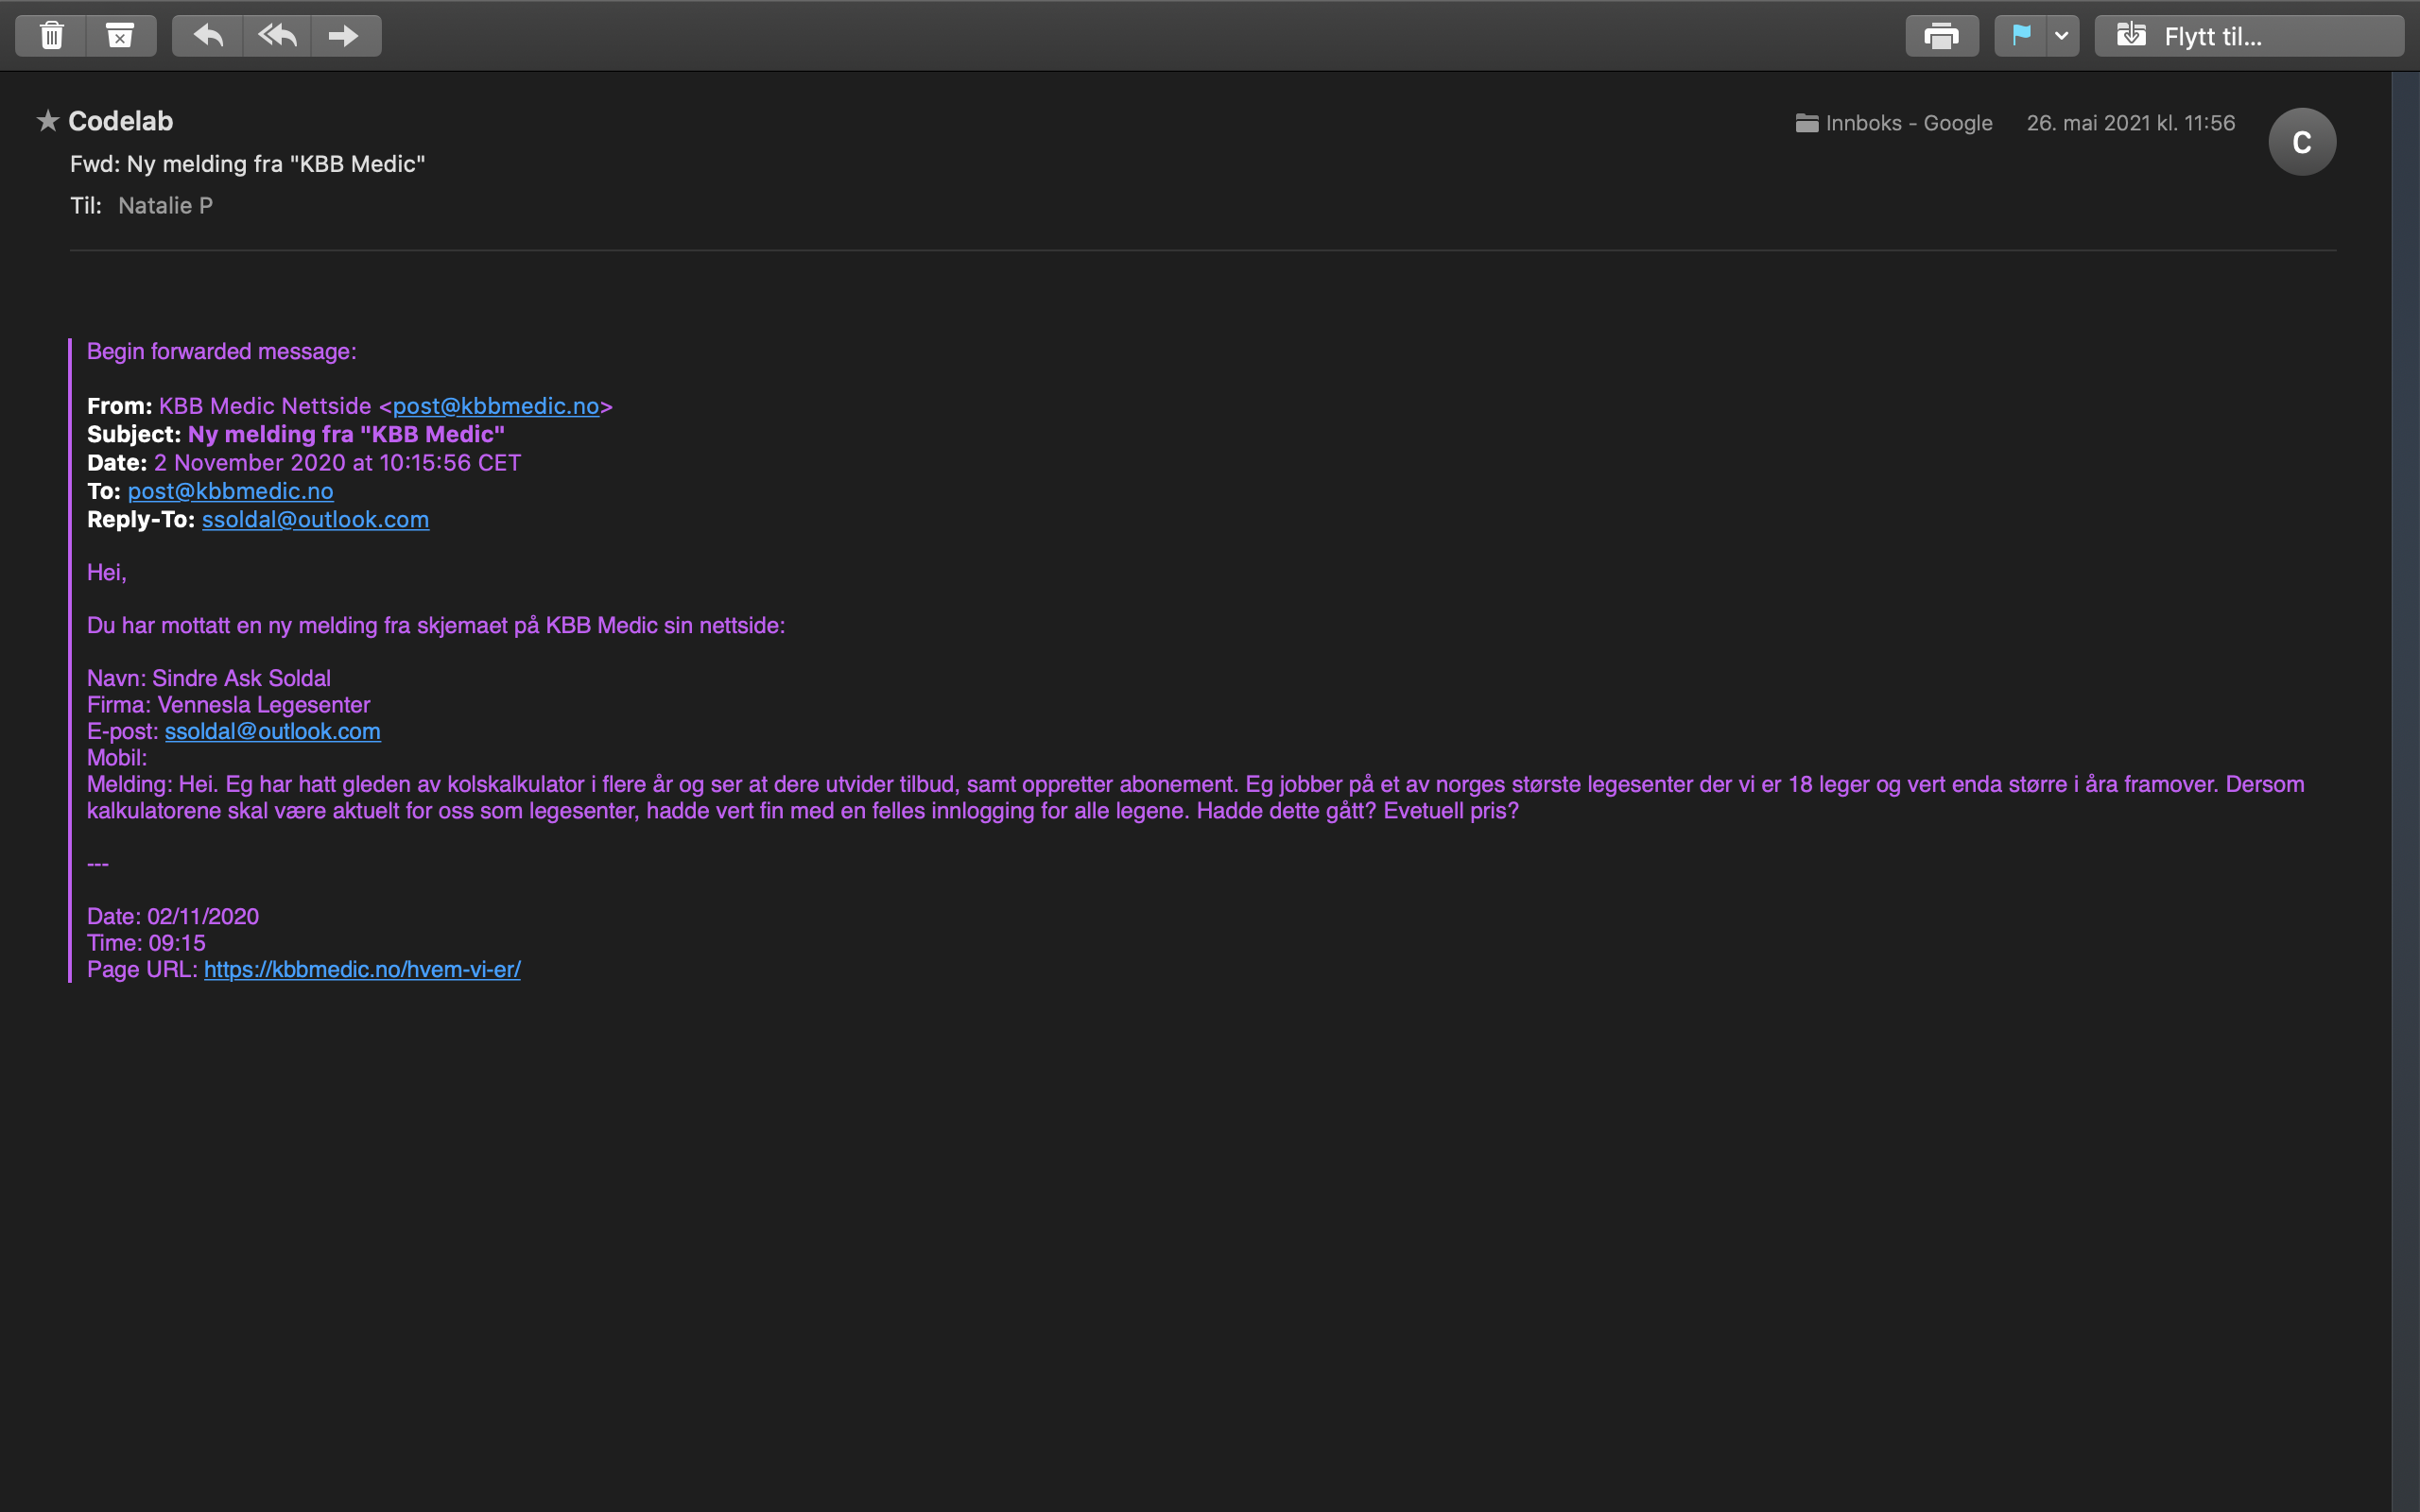 Flytt til...
Codelab
Innboks - Google 26. mai 2021 kl. 11:56
C
Fwd: Ny melding fra "KBB Medic"
Til: Natalie P
Begin forwarded message:
From: KBB Medic Nettside <post@kbbmedic.no>
Subject: Ny melding fra "KBB Medic"
Date: 2 November 2020 at 10:15:56 CET
To: post@kbbmedic.no
Reply-To: ssoldal@outlook.com
Hei,
Du har mottatt en ny melding fra skjemaet på KBB Medic sin nettside:
Navn: Sindre Ask Soldal
Firma: Vennesla Legesenter
E-post: ssoldal@outlook.com
Mobil:
Melding: Hei. Eg har hatt gleden av kolskalkulator i flere år og ser at dere utvider tilbud, samt oppretter abonement. Eg jobber på et av norges største legesenter der vi er 18 leger og vert enda større i åra framover. Dersom
kalkulatorene skal være aktuelt for oss som legesenter, hadde vert fin med en felles innlogging for alle legene. Hadde dette gått? Evetuell pris?
---
Date: 02/11/2020
Time: 09:15
Page URL: https://kbbmedic.no/hvem-vi-er/